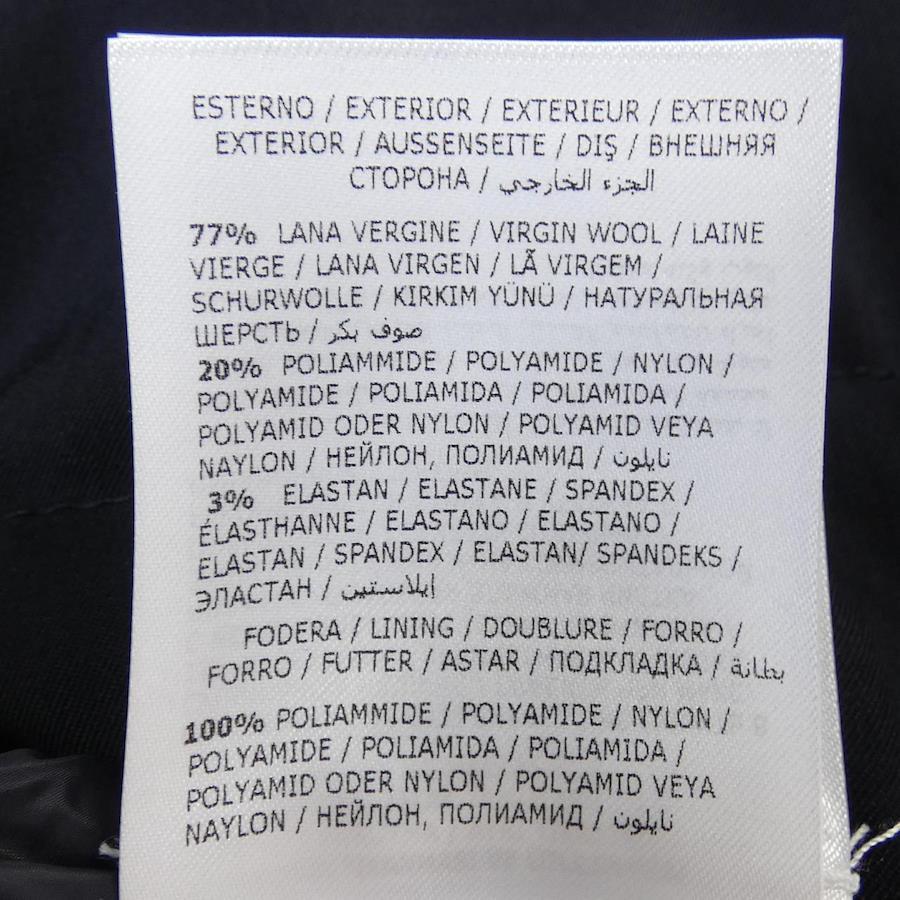 ESTERNO / EXTERIOR / EXTERIEUR / EXTERNO /
EXTERIOR / AUSSENSEITE / DIŞ / ВНЕШНЯЯ
СТОРОНА / الجزء الخارجي
77% LANA VERGINE / VIRGIN WOOL / LAINE
VIERGE / LANA VIRGEN / LÃ VIRGEM /
SCHURWOLLE / KIRKIM YÜNÜ / НАТУРАЛЬНАЯ
ШЕРСТЬ / صوف بكر
20% POLIAMMIDE / POLYAMIDE / NYLON /
POLYAMIDE / POLIAMIDA / POLIAMIDA /
POLYAMID ODER NYLON / POLYAMID VEYA
NAYLON / НЕЙЛОН, ПОЛИАМИД / نايلون
3% ELASTAN / ELASTANE / SPANDEX /
ÉLASTHANNE / ELASTANO / ELASTANO /
ELASTAN / SPANDEX / ELASTAN/ SPANDEKS /
ЭЛАСТАН / إيلاستين
FODERA / LINING / DOUBLURE / FORRO /
FORRO / FUTTER / ASTAR / ПОДКЛАДКА / بطانة
100% POLIAMMIDE / POLYAMIDE / NYLON /
POLYAMIDE / POLIAMIDA / POLIAMIDA /
POLYAMID ODER NYLON / POLYAMID VEYA
NAYLON / НЕЙЛОН, ПОЛИАМИД / نايلون